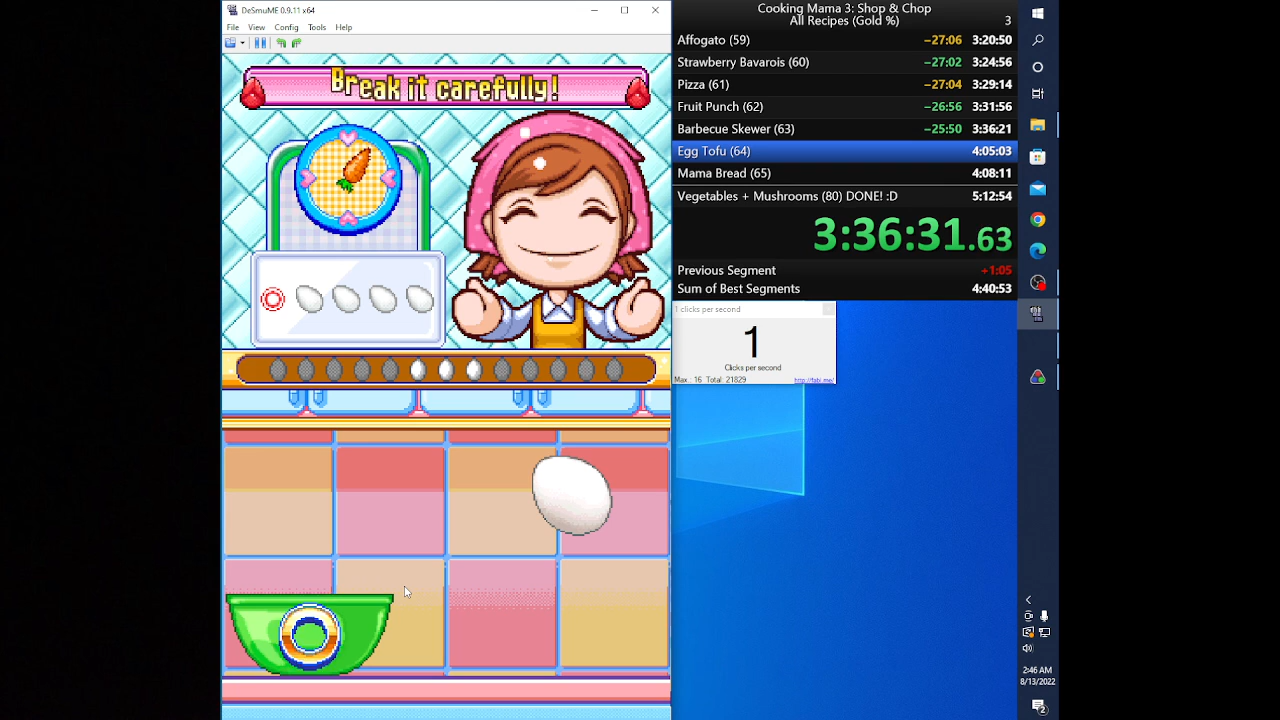 DeSmuME 0.9.11 x64
File View Config Tools Help
Break it carefully!
Cooking Mama 3: Shop & Chop
All Recipes (Gold %) 3
Affogato (59) −27:06 3:20:50
Strawberry Bavarois (60) −27:02 3:24:56
Pizza (61) −27:04 3:29:14
Fruit Punch (62) −26:56 3:31:56
Barbecue Skewer (63) −25:50 3:36:21
Egg Tofu (64) 4:05:03
Mama Bread (65) 4:08:11
Vegetables + Mushrooms (80) DONE! :D 5:12:54
3:36:31.63
Previous Segment +1:05
Sum of Best Segments 4:40:53
1 clicks per second
1
Clicks per second
Max.: 16 Total: 21829 http://fabi.me/
2:46 AM
8/13/2022
2